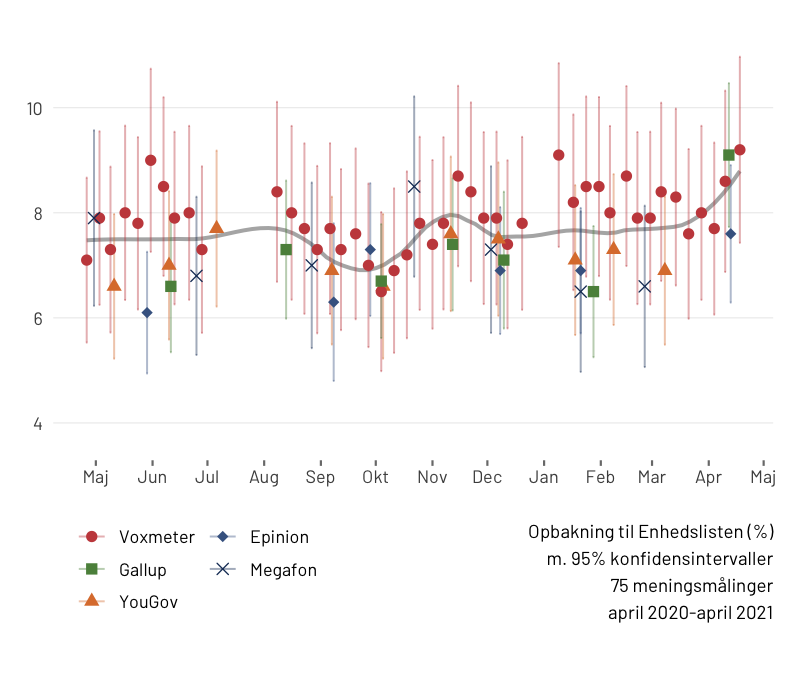 10
8
6
4
Maj Jun Jul Aug Sep Okt Nov Dec Jan Feb Mar Apr Maj
Voxmeter Epinion
Gallup Megafon
YouGov
Opbakning til Enhedslisten (%)
m. 95% konfidensintervaller
75 meningsmålinger
april 2020-april 2021